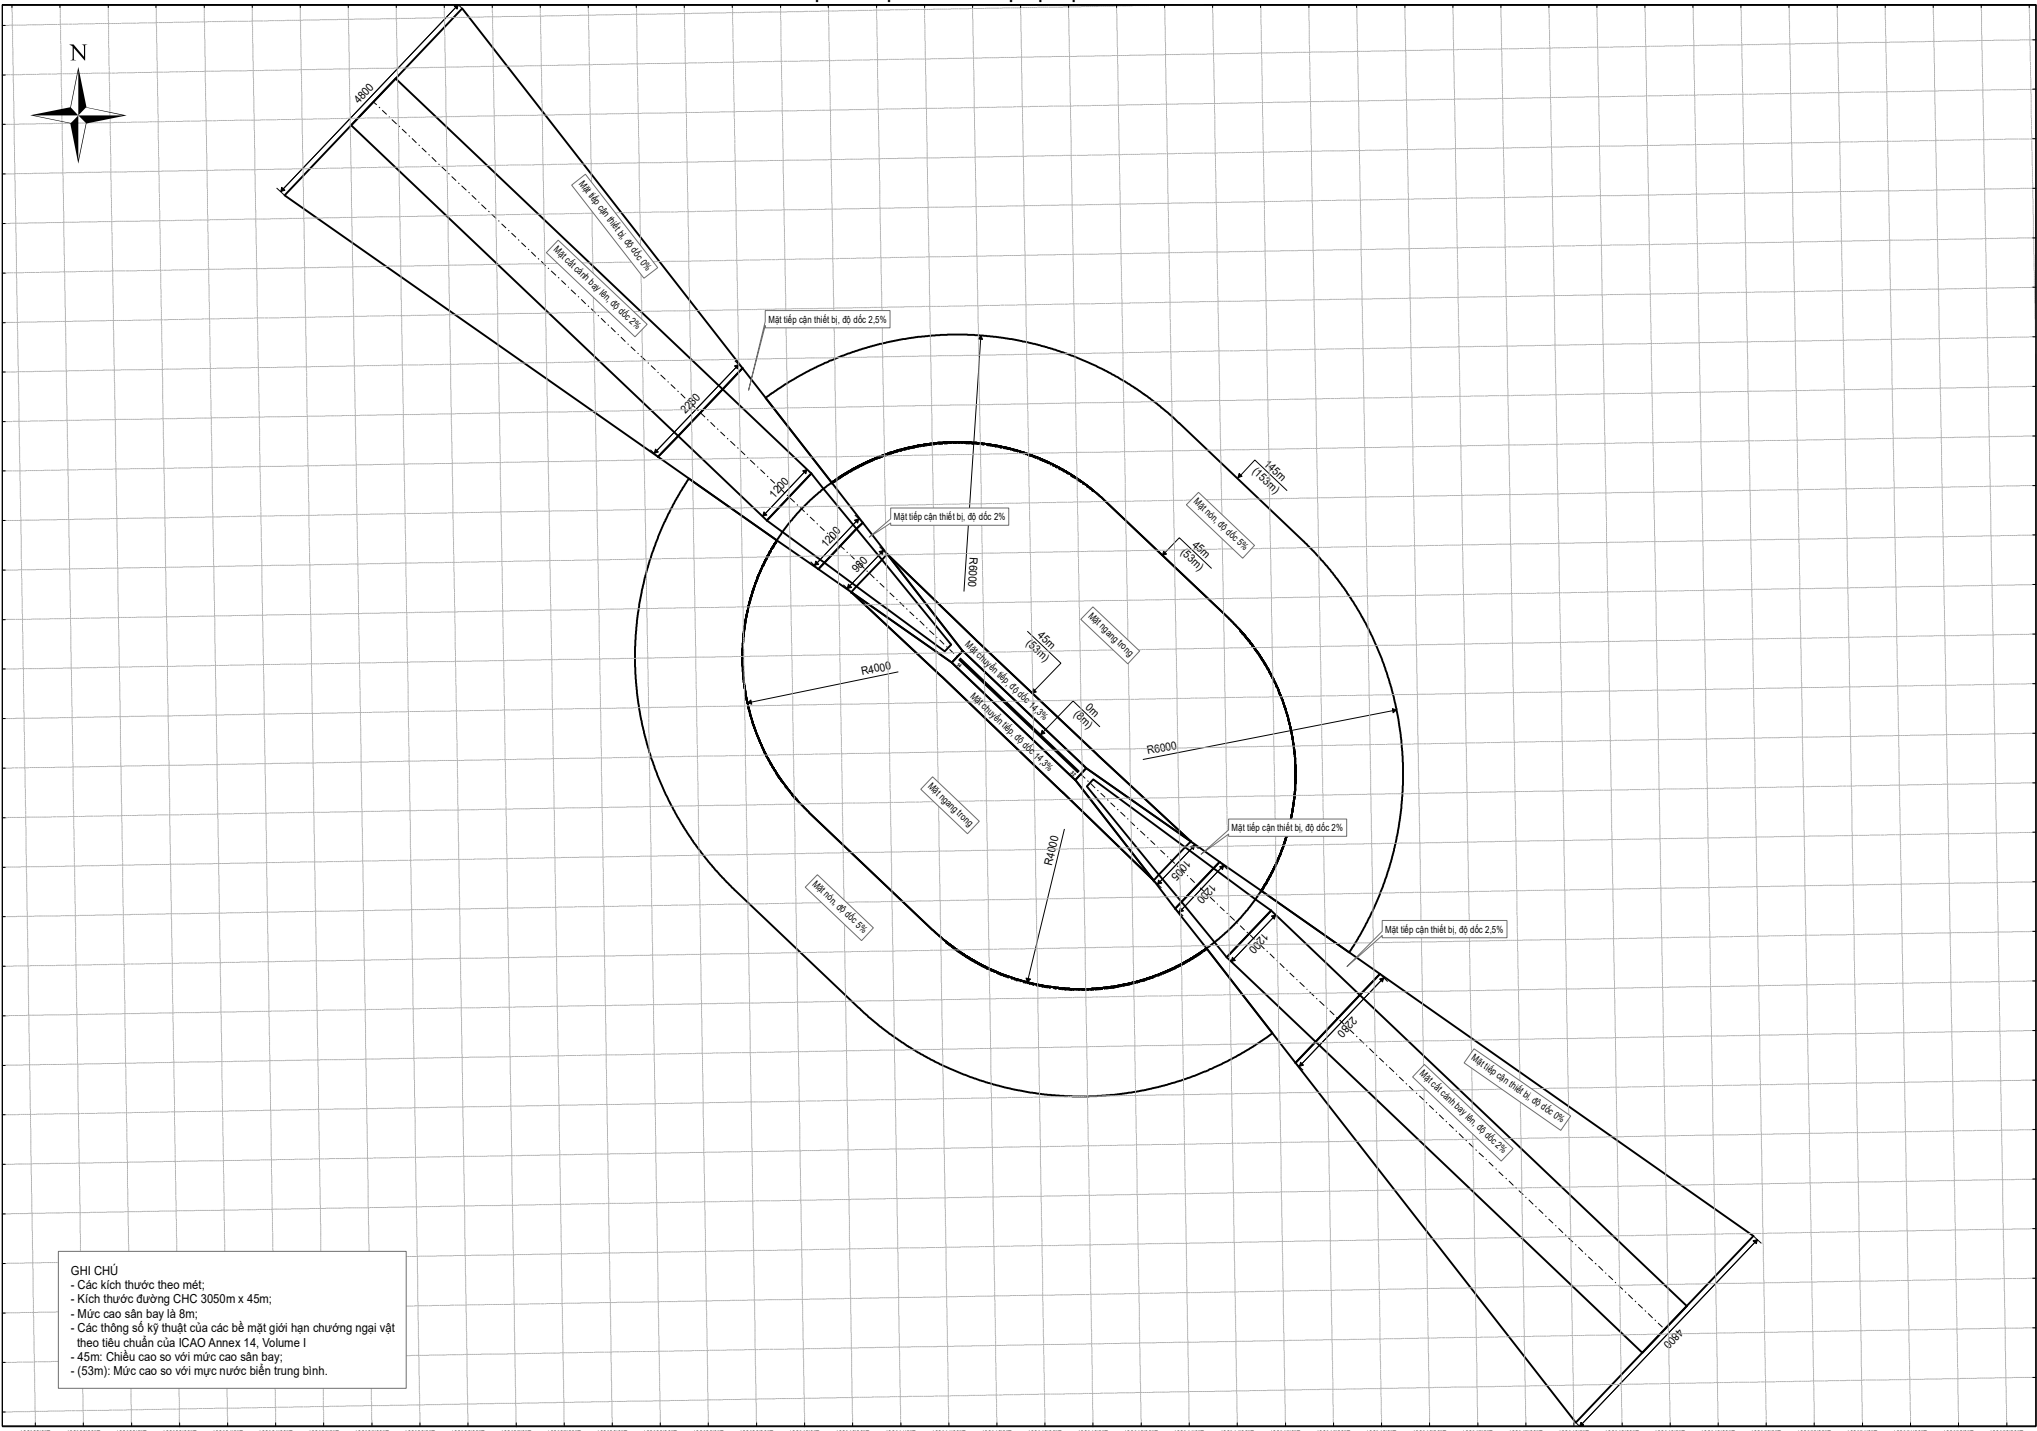 N
4800
Mặt tiếp cận thiết bị, độ dốc 0%
Mặt cất cánh bay lên, độ dốc 2%
Mặt tiếp cận thiết bị, độ dốc 2,5%
2280
1200
1200
980
Mặt tiếp cận thiết bị, độ dốc 2%
R6000
145m
(153m)
Mặt nón, độ dốc 5%
45m
(53m)
Mặt ngang trong
45m
(53m)
Mặt chuyển tiếp, độ dốc 14,3%
Mặt chuyển tiếp, độ dốc 14,3%
0m
(8m)
R4000
R6000
Mặt ngang trong
R4000
Mặt nón, độ dốc 5%
Mặt tiếp cận thiết bị, độ dốc 2%
1005
1200
1200
Mặt tiếp cận thiết bị, độ dốc 2,5%
2280
Mặt tiếp cận thiết bị, độ dốc 0%
Mặt cất cánh bay lên, độ dốc 2%
4800
GHI CHÚ
- Các kích thước theo mét;
- Kích thước đường CHC 3050m x 45m;
- Mức cao sân bay là 8m;
- Các thông số kỹ thuật của các bề mặt giới hạn chướng ngại vật
theo tiêu chuẩn của ICAO Annex 14, Volume I
- 45m: Chiều cao so với mức cao sân bay;
- (53m): Mức cao so với mực nước biển trung bình.